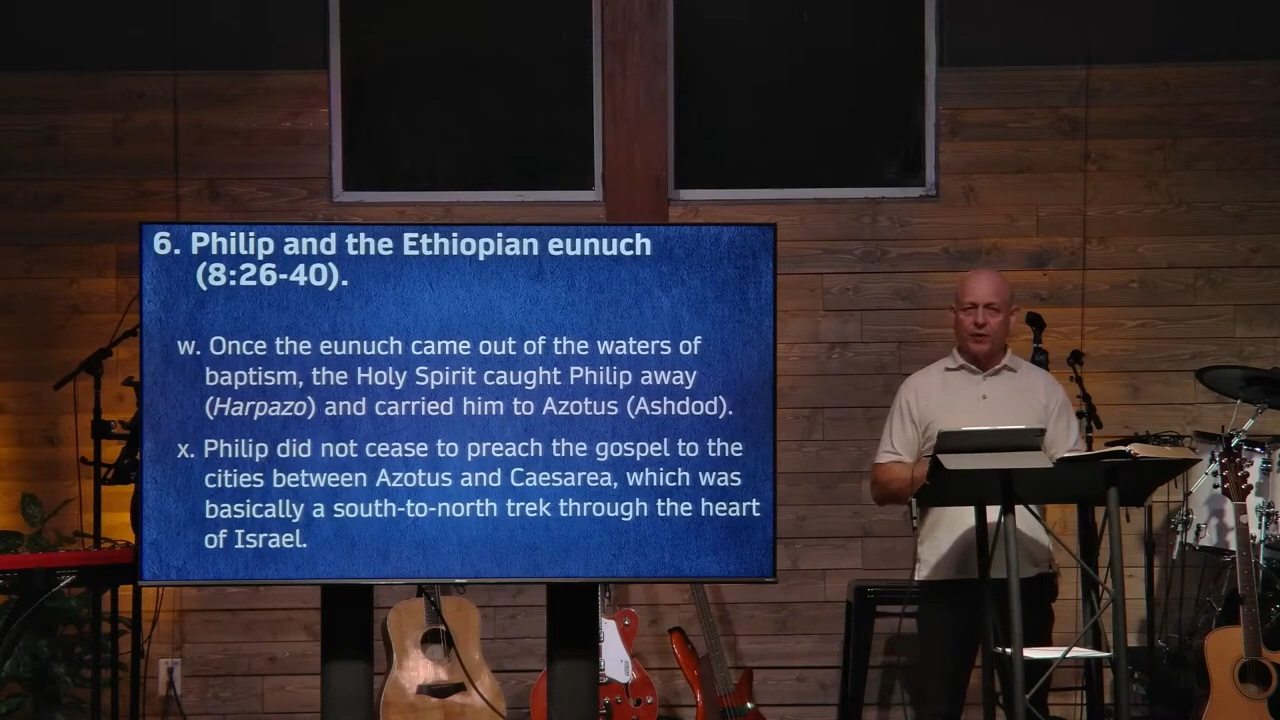 6. Philip and the Ethiopian eunuch
(8:26-40).
w. Once the eunuch came out of the waters of
baptism, the Holy Spirit caught Philip away
(Harpazo) and carried him to Azotus (Ashdod).
x. Philip did not cease to preach the gospel to the
cities between Azotus and Caesarea, which was
basically a south-to-north trek through the heart
of Israel.